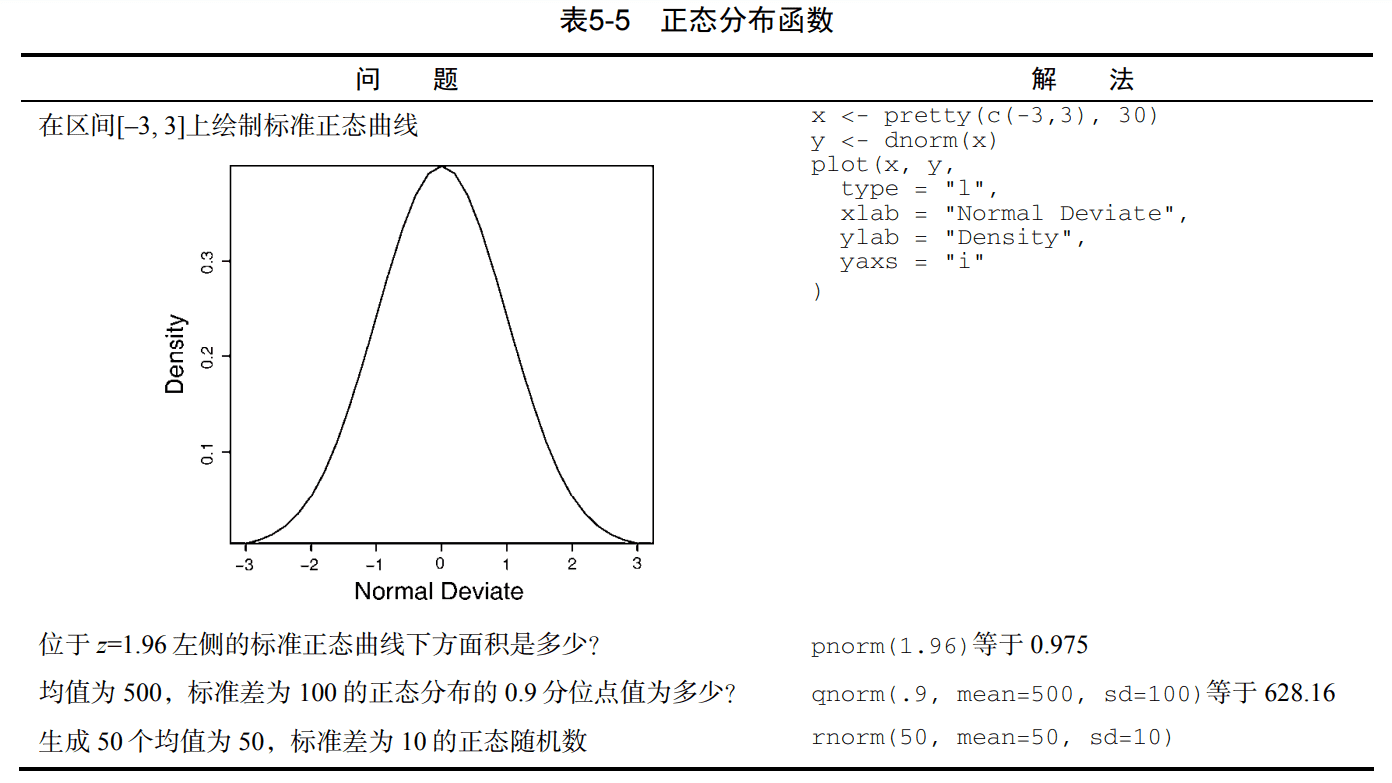 表5-5 正态分布函数
问 题 解 法
在区间[–3, 3]上绘制标准正态曲线
x <- pretty(c(-3,3), 30)
y <- dnorm(x)
plot(x, y,
type = "l",
xlab = "Normal Deviate",
ylab = "Density",
yaxs = "i"
)
Density
0.3
0.2
0.1
−3 −2 −1 0 1 2 3
Normal Deviate
位于 z=1.96 左侧的标准正态曲线下方面积是多少? pnorm(1.96)等于 0.975
均值为 500，标准差为 100 的正态分布的 0.9 分位点值为多少? qnorm(.9, mean=500, sd=100)等于 628.16
生成 50 个均值为 50，标准差为 10 的正态随机数 rnorm(50, mean=50, sd=10)